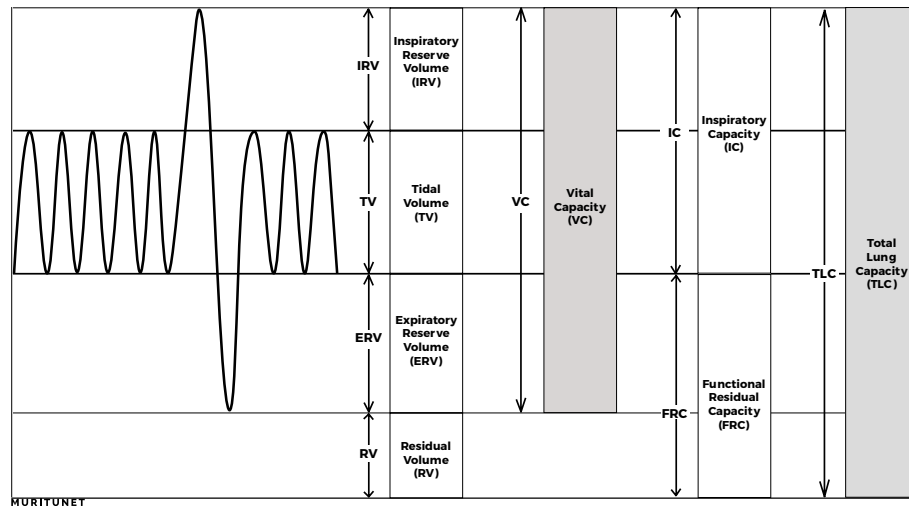 IRV
Inspiratory
Reserve
Volume
(IRV)
TV
Tidal
Volume
(TV)
ERV
Expiratory
Reserve
Volume
(ERV)
RV
Residual
Volume
(RV)
VC
Vital
Capacity
(VC)
IC
Inspiratory
Capacity
(IC)
FRC
Functional
Residual
Capacity
(FRC)
TLC
Total
Lung
Capacity
(TLC)
MURITUNET